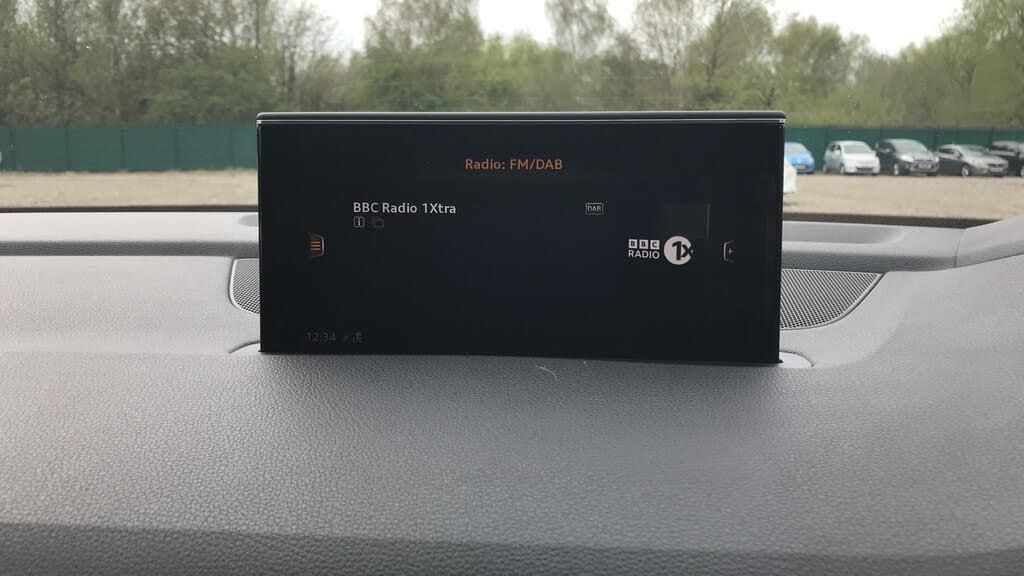 Radio: FM/DAB
BBC Radio 1Xtra
DAB
BBC
RADIO 1X
12:34